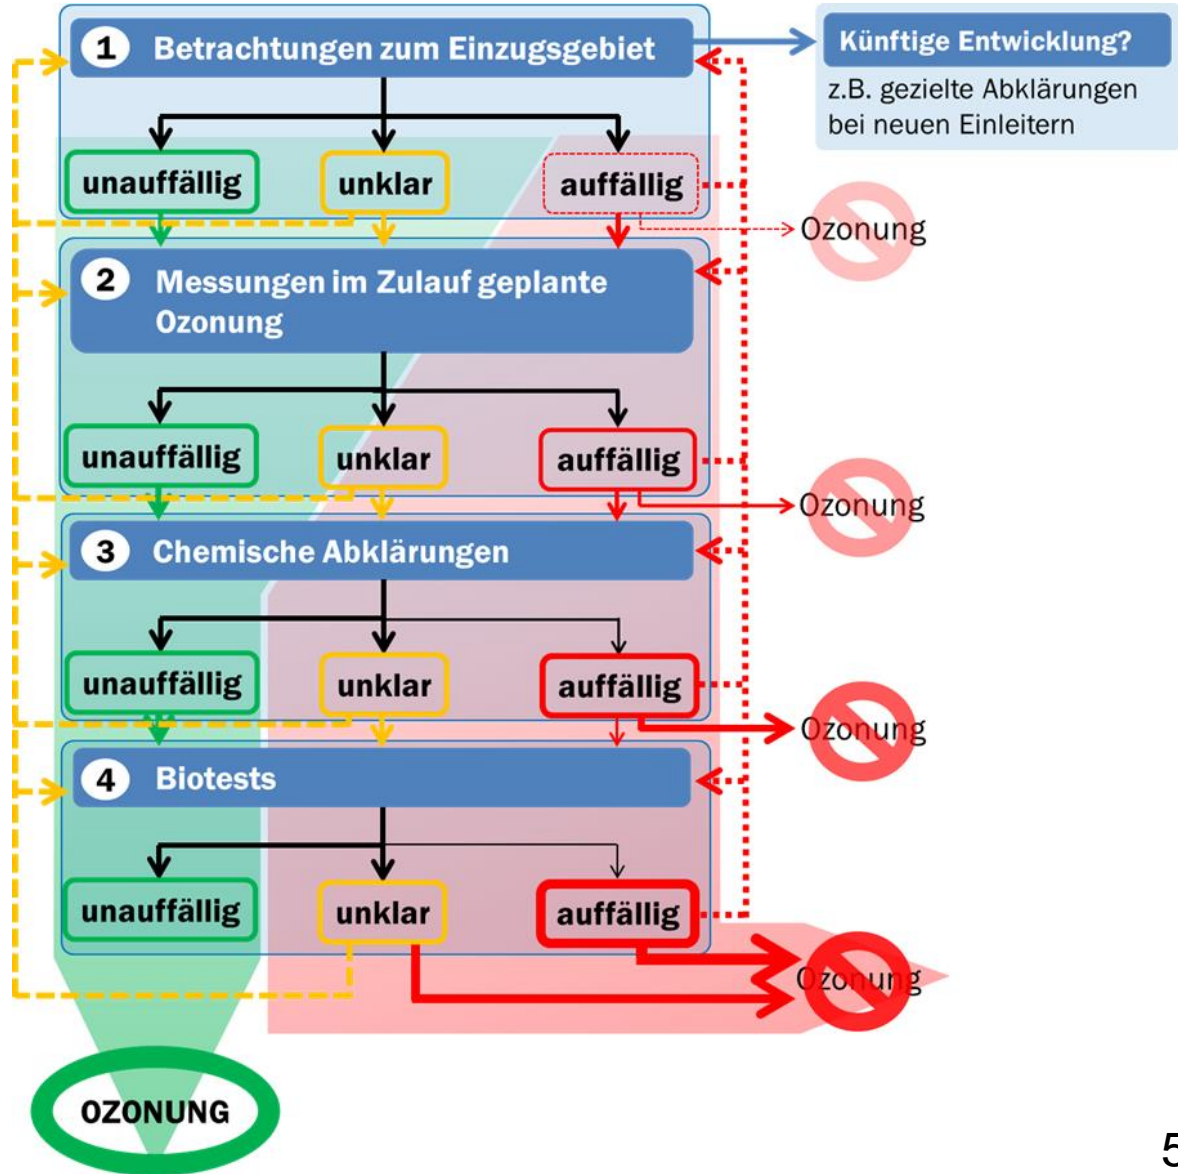 1 Betrachtungen zum Einzugsgebiet
Künftige Entwicklung?
z.B. gezielte Abklärungen
bei neuen Einleitern
unauffällig unklar auffällig
Ozonung
2 Messungen im Zulauf geplante
Ozonung
unauffällig unklar auffällig
Ozonung
3 Chemische Abklärungen
unauffällig unklar auffällig
Ozonung
4 Biotests
unauffällig unklar auffällig
Ozonung
OZONUNG
5